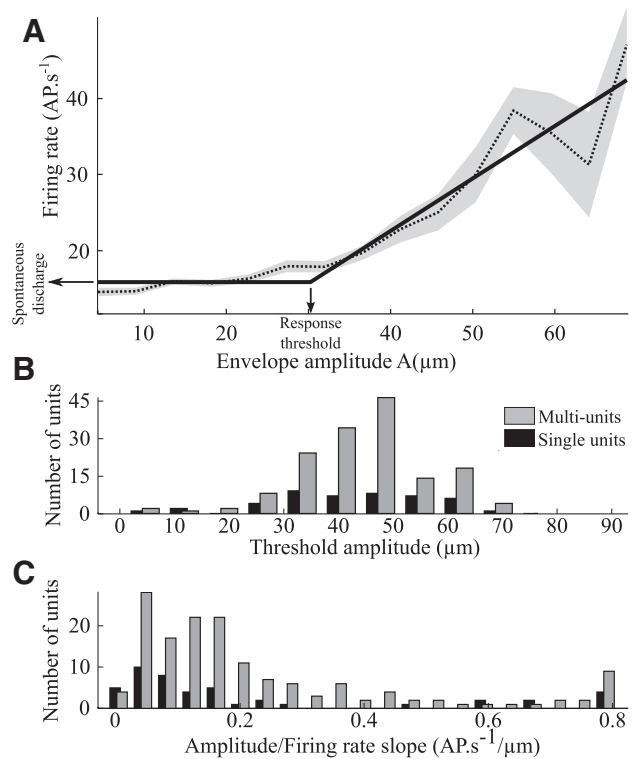 A
Firing rate (AP.s-1)
40
30
20
Spontaneous
discharge
10 20 40 50 60
Response
threshold
Envelope amplitude A(µm)
B
Number of units
45
30
15
0
Multi-units
Single units
0 10 20 30 40 50 60 70 80 90
Threshold amplitude (µm)
C
Number of units
20
10
0
0 0.2 0.4 0.6 0.8
Amplitude/Firing rate slope (AP.s-1/µm)